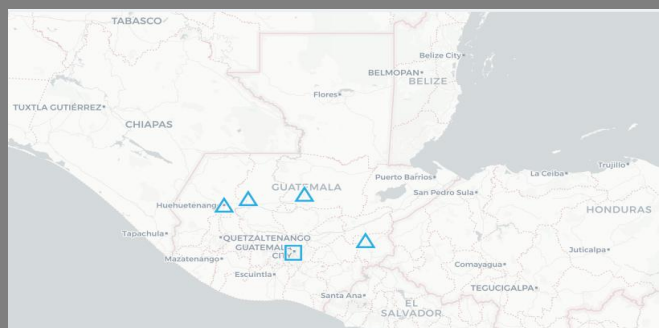 TABASCO
Belize City
BELMOPAN
BELIZE
Flores
TUXTLA GUTIÉRREZ
CHIAPAS
Trujillo
La Ceiba
Puerto Barrios
GUATEMALA
San Pedro Sula
Huehuetenango
HONDURAS
Tapachula
QUETZALTENANGO
GUATEMALA
CITY
Juticalpa
Mazatenango
Comayagua
Escuintla
TEGUCIGALPA
Santa Ana
EL
SALVADOR